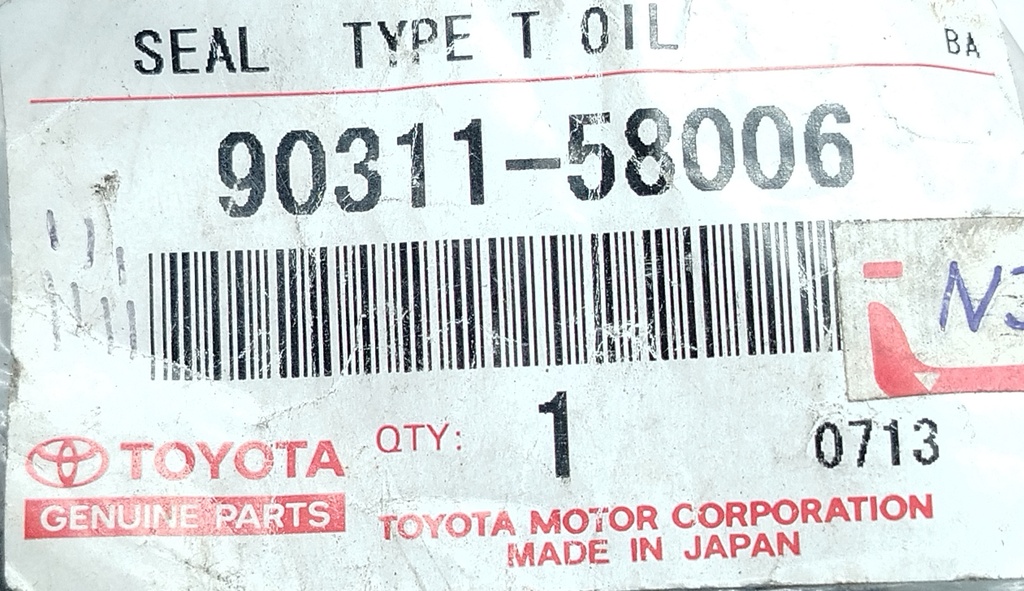 SEAL TYPE T OIL BA
90311-58006
QTY: 1 0713
TOYOTA
GENUINE PARTS
TOYOTA MOTOR CORPORATION
MADE IN JAPAN